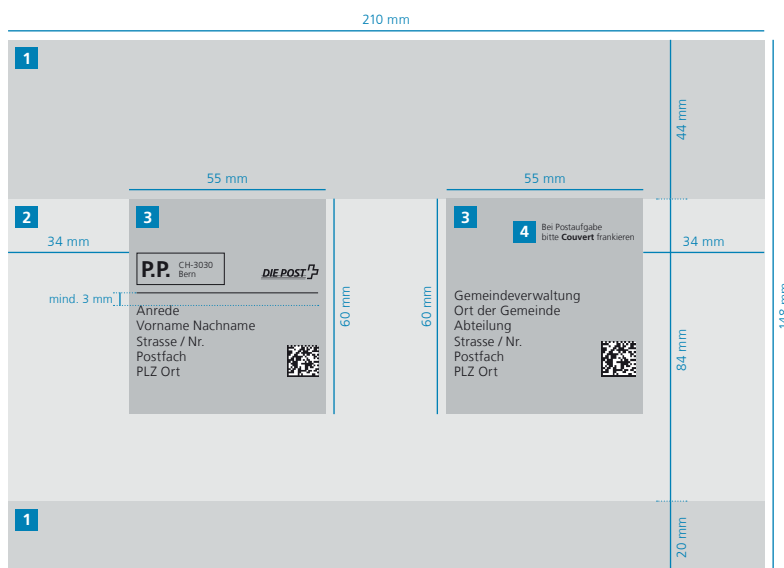 210 mm
1
44 mm
55 mm
55 mm
2
3
3
4
Bei Postaufgabe
bitte Couvert frankieren
34 mm
34 mm
P.P.
CH-3030
Bern
DIE POST
mind. 3 mm
60 mm
60 mm
Anrede
Vorname Nachname
Strasse / Nr.
Postfach
PLZ Ort
Gemeindeverwaltung
Ort der Gemeinde
Abteilung
Strasse / Nr.
Postfach
PLZ Ort
84 mm
148 mm
1
20 mm